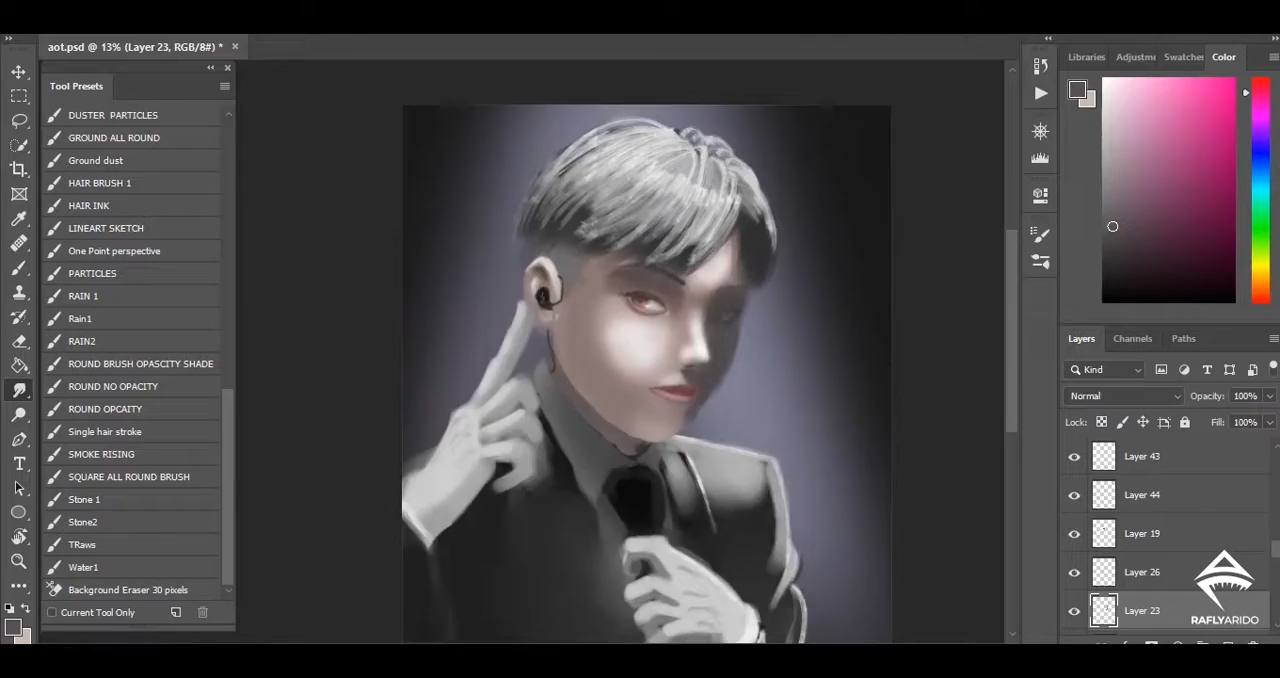 aot.psd @ 13% (Layer 23, RGB/8#) *
Tool Presets
DUSTER PARTICLES
GROUND ALL ROUND
Ground dust
HAIR BRUSH 1
HAIR INK
LINEART SKETCH
One Point perspective
PARTICLES
RAIN 1
Rain1
RAIN2
ROUND BRUSH OPASCITY SHADE
ROUND NO OPACITY
ROUND OPCAITY
Single hair stroke
SMOKE RISING
SQUARE ALL ROUND BRUSH
Stone 1
Stone2
TRaws
Water1
Background Eraser 30 pixels
Current Tool Only
Libraries Adjustm Swatches Color
Layers Channels Paths
Kind
Normal Opacity: 100%
Lock: Fill: 100%
Layer 43
Layer 44
Layer 19
Layer 26
Layer 23
RAFLYARIDO